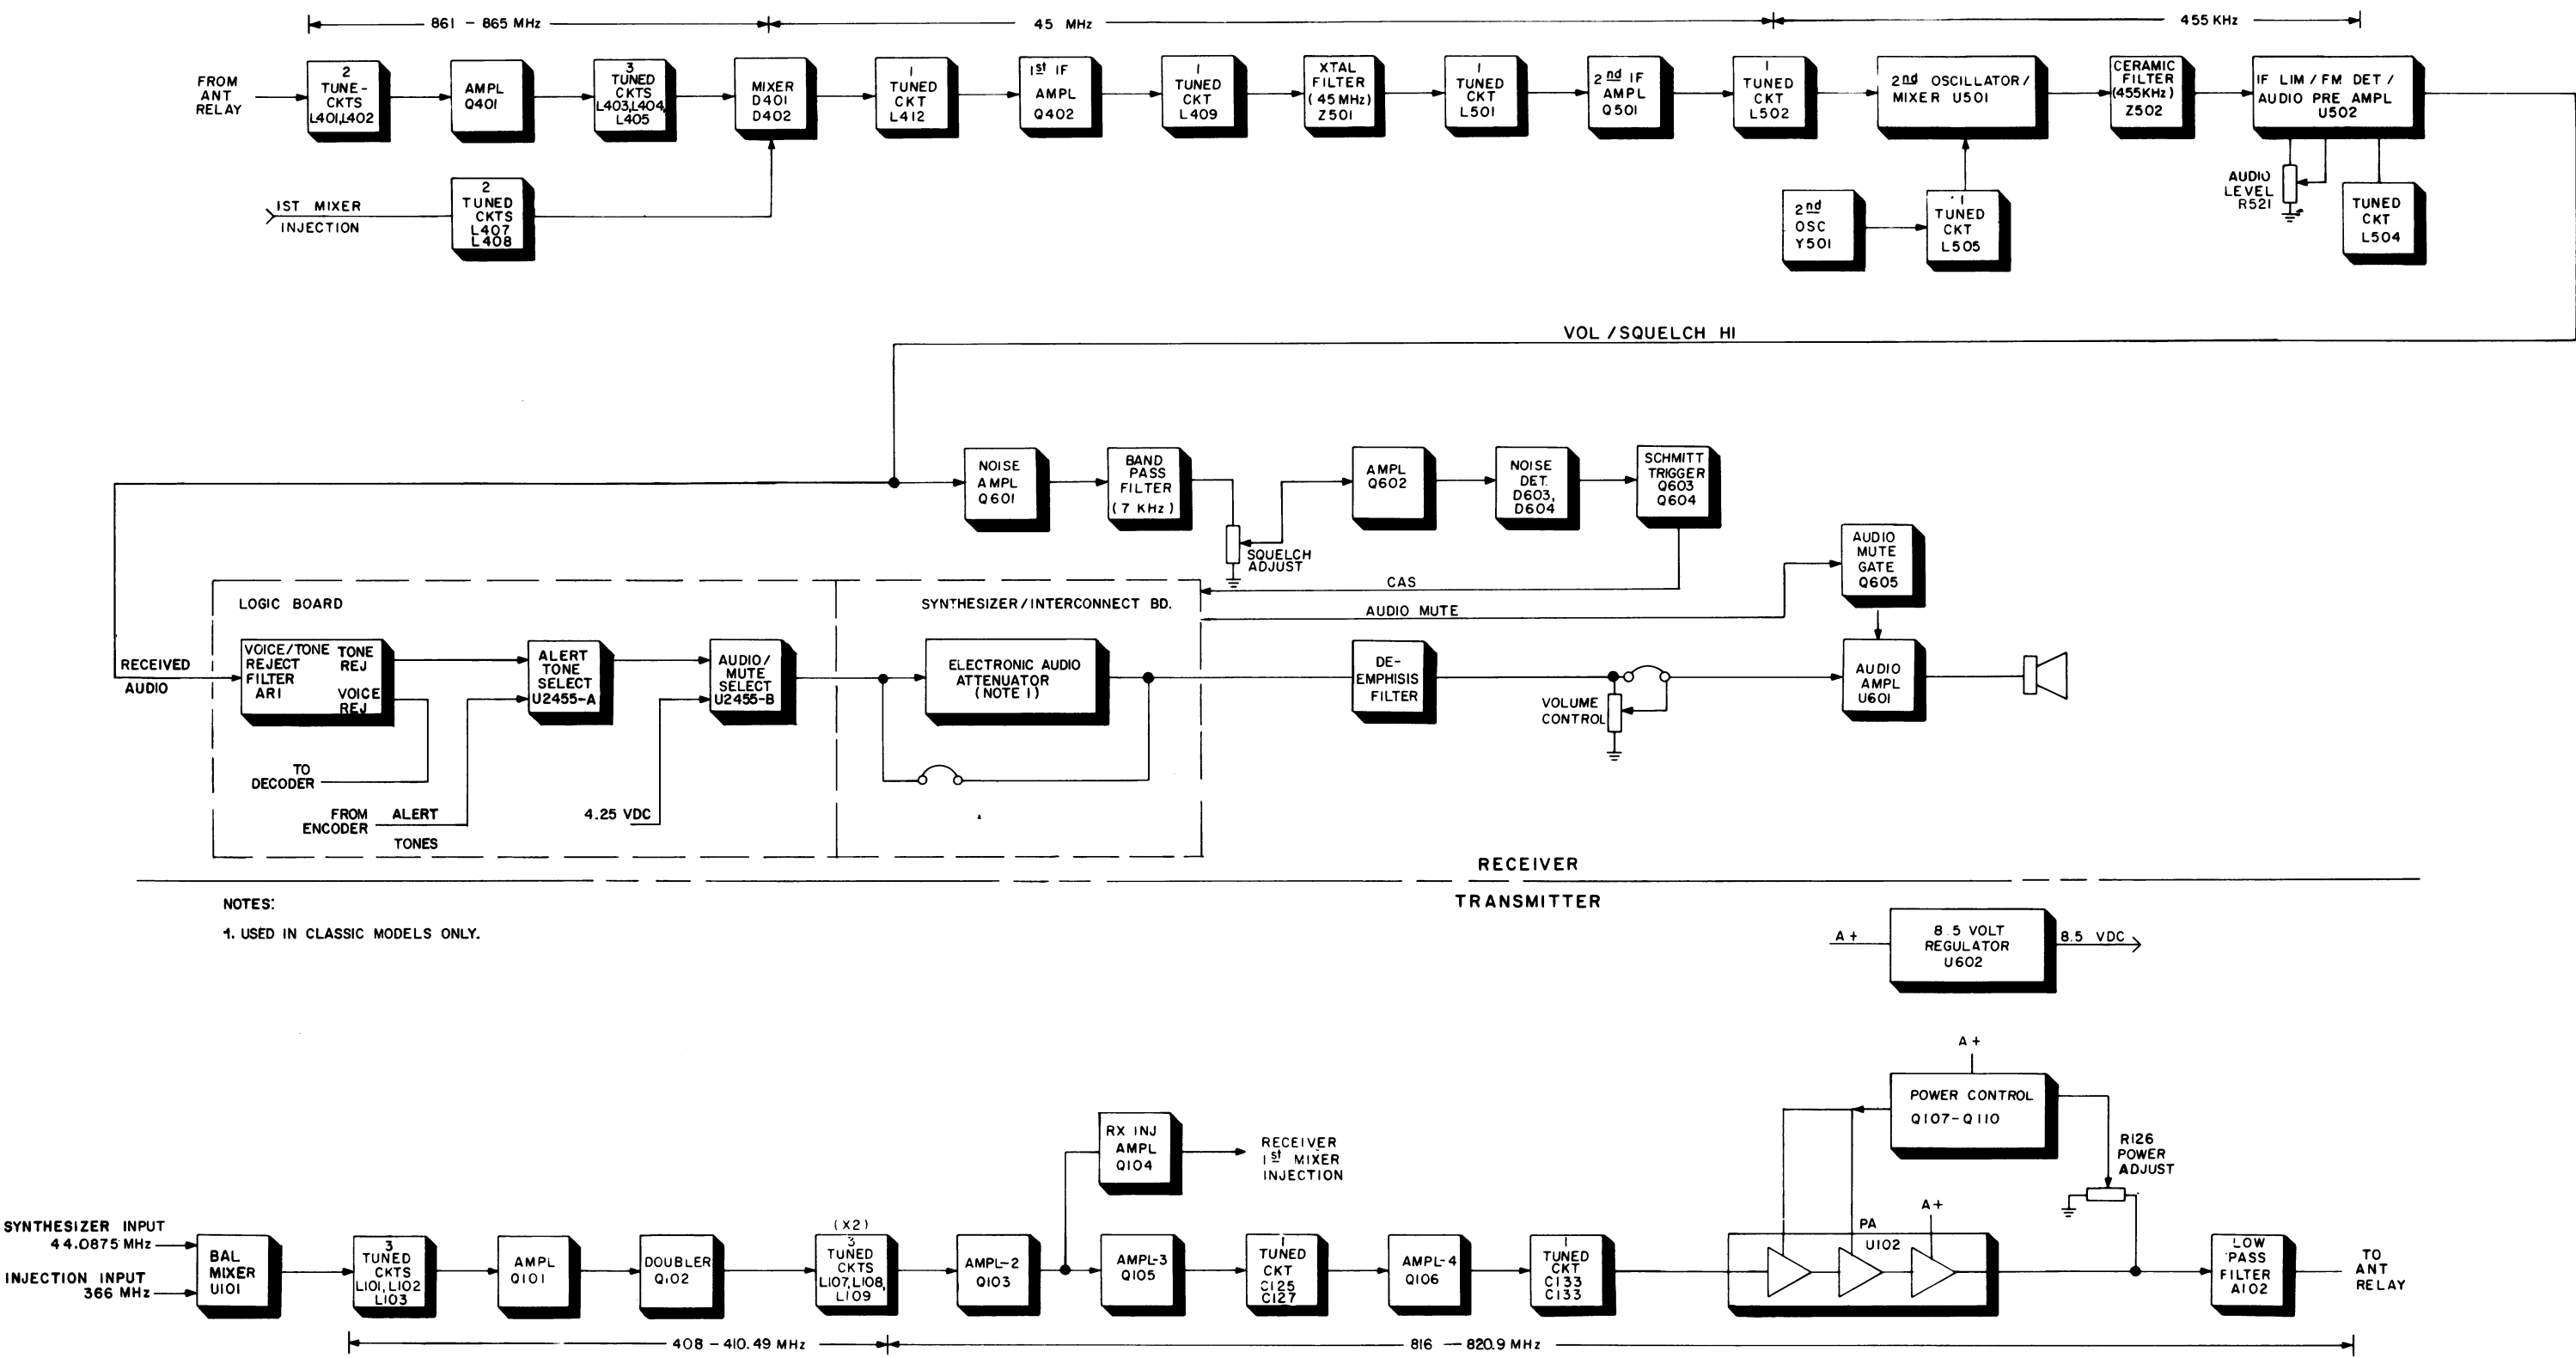 861 - 865 MHz
45 MHz
455 KHz
FROM
ANT
RELAY
2
TUNE-
CKTS
L401,L402
AMPL
Q401
3
TUNED
CKTS
L403,L404,
L405
MIXER
D401
D402
1
TUNED
CKT
L412
1st IF
AMPL
Q402
1
TUNED
CKT
L409
XTAL
FILTER
(45 MHz)
Z501
1
TUNED
CKT
L501
2nd IF
AMPL
Q501
1
TUNED
CKT
L502
2nd OSCILLATOR/
MIXER U501
CERAMIC
FILTER
(455KHz)
Z502
IF LIM / FM DET /
AUDIO PRE AMPL
U502
1ST MIXER
INJECTION
2
TUNED
CKTS
L407
L408
2nd
OSC
Y501
1
TUNED
CKT
L505
AUDIO
LEVEL
R521
TUNED
CKT
L504
VOL / SQUELCH HI
NOISE
AMPL
Q601
BAND
PASS
FILTER
(7 KHz)
SQUELCH
ADJUST
AMPL
Q602
NOISE
DET.
D603,
D604
SCHMITT
TRIGGER
Q603
Q604
AUDIO
MUTE
GATE
Q605
CAS
AUDIO MUTE
LOGIC BOARD
SYNTHESIZER/INTERCONNECT BD.
RECEIVED
AUDIO
VOICE/TONE
REJECT
FILTER
AR1
TONE
REJ
VOICE
REJ
ALERT
TONE
SELECT
U2455-A
AUDIO/
MUTE
SELECT
U2455-B
ELECTRONIC AUDIO
ATTENUATOR
(NOTE 1)
DE-
EMPHISIS
FILTER
VOLUME
CONTROL
AUDIO
AMPL
U601
TO
DECODER
FROM
ENCODER
ALERT
TONES
4.25 VDC
RECEIVER
TRANSMITTER
NOTES:
1. USED IN CLASSIC MODELS ONLY.
A+
8.5 VOLT
REGULATOR
U602
8.5 VDC
A+
POWER CONTROL
Q107-Q110
R126
POWER
ADJUST
RX INJ
AMPL
Q104
RECEIVER
1st MIXER
INJECTION
SYNTHESIZER INPUT
44.0875 MHz
INJECTION INPUT
366 MHz
BAL
MIXER
U101
3
TUNED
CKTS
L101,L102
L103
AMPL
Q101
DOUBLER
Q102
(X2)
3
TUNED
CKTS
L107,L108,
L109
AMPL-2
Q103
AMPL-3
Q105
1
TUNED
CKT
C125
C127
AMPL-4
Q106
1
TUNED
CKT
C133
C133
PA
U102
A+
LOW
PASS
FILTER
A102
TO
ANT
RELAY
408 - 410.49 MHz
816 - 820.9 MHz